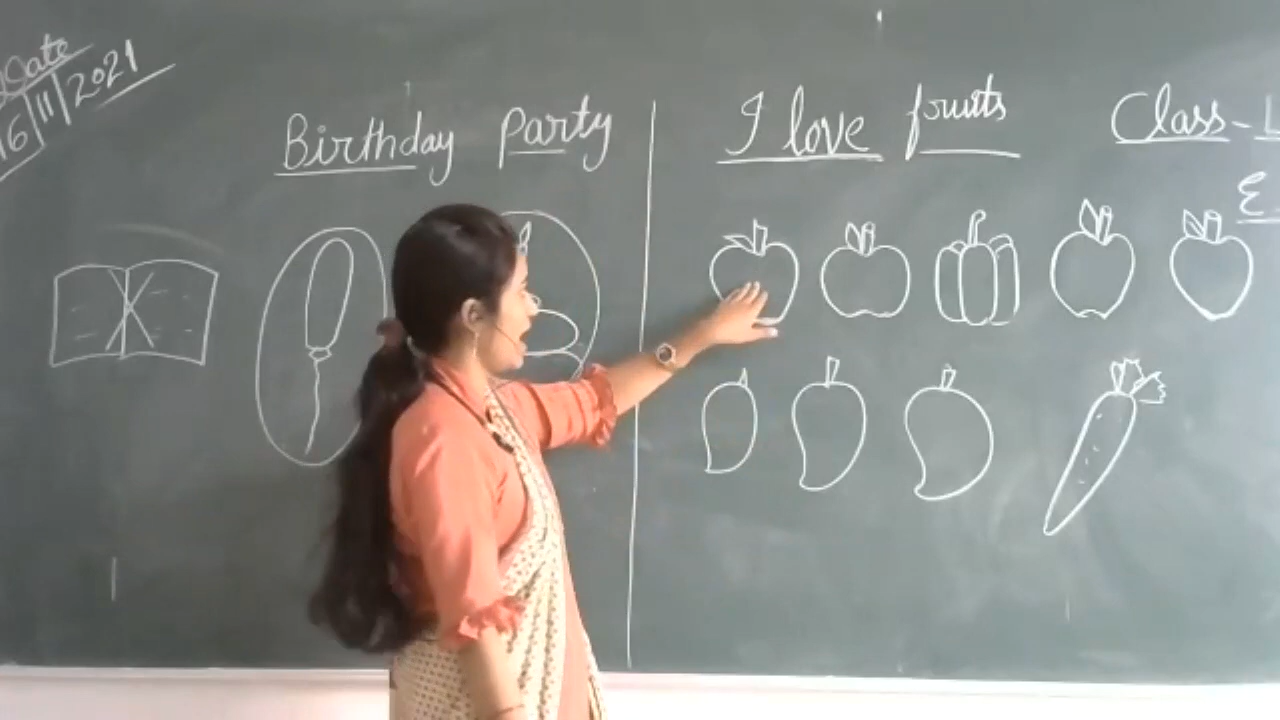 Date
16/11/2021
Birthday Party
I love fruits
Class-